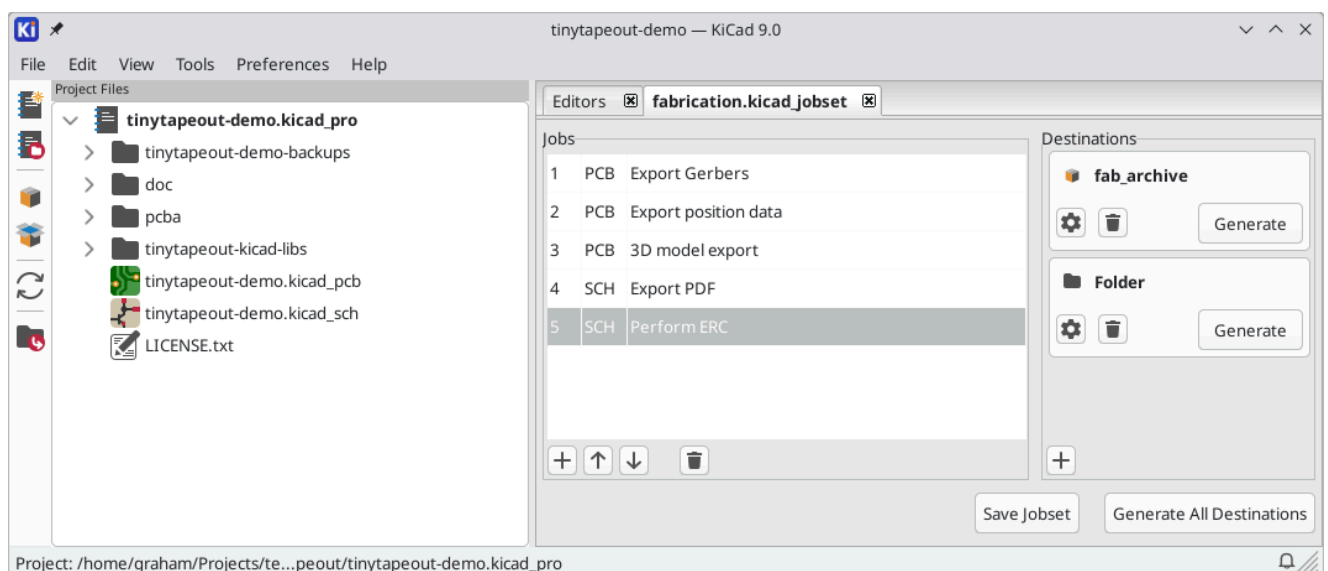 Ki
tinytapeout-demo — KiCad 9.0
File Edit View Tools Preferences Help
Project Files
tinytapeout-demo.kicad_pro
tinytapeout-demo-backups
doc
pcba
tinytapeout-kicad-libs
tinytapeout-demo.kicad_pcb
tinytapeout-demo.kicad_sch
LICENSE.txt
Editors fabrication.kicad_jobset
Jobs
1 PCB Export Gerbers
2 PCB Export position data
3 PCB 3D model export
4 SCH Export PDF
5 SCH Perform ERC
Destinations
fab_archive
Generate
Folder
Generate
Save Jobset Generate All Destinations
Project: /home/graham/Projects/te...peout/tinytapeout-demo.kicad_pro